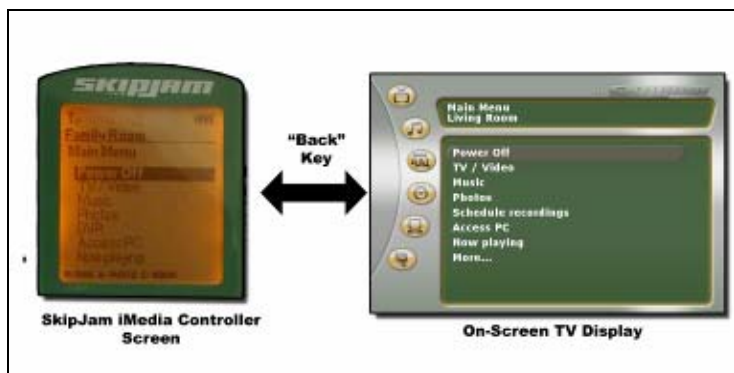 SKIPJAM
Family Room
Main Menu
Power Off
TV / Video
Music
Photos
DVR
Access PC
Now playing
SkipJam iMedia Controller
Screen
“Back”
Key
Main Menu
Living Room
Power Off
TV / Video
Music
Photos
Schedule recordings
Access PC
Now playing
More...
On-Screen TV Display